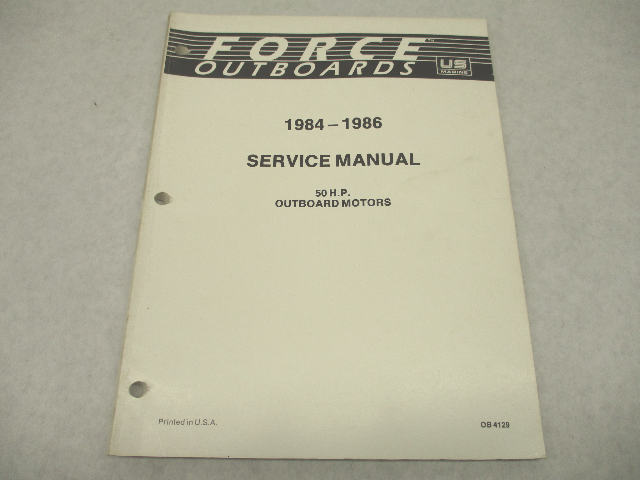 FORCE
OUTBOARDS
US
MARINE
1984 – 1986
SERVICE MANUAL
50 H.P.
OUTBOARD MOTORS
Printed in U.S.A.
OB 4129